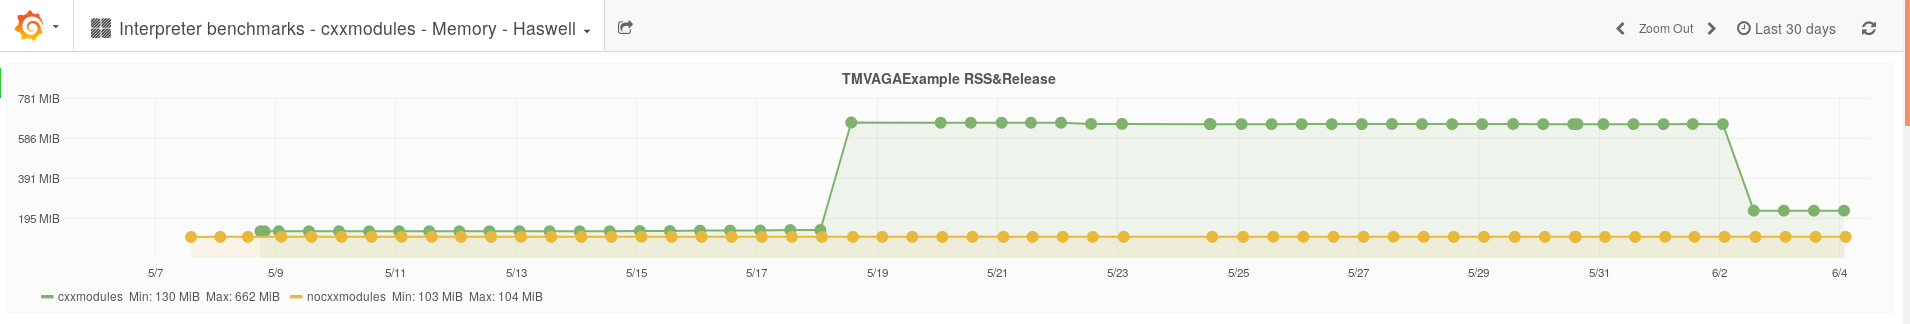 Interpreter benchmarks - cxxmodules - Memory - Haswell
Zoom Out
Last 30 days
TMVAGAExample RSS&Release
781 MiB
586 MiB
391 MiB
195 MiB
5/7 5/9 5/11 5/13 5/15 5/17 5/19 5/21 5/23 5/25 5/27 5/29 5/31 6/2 6/4
cxxmodules Min: 130 MiB Max: 662 MiB nocxxmodules Min: 103 MiB Max: 104 MiB